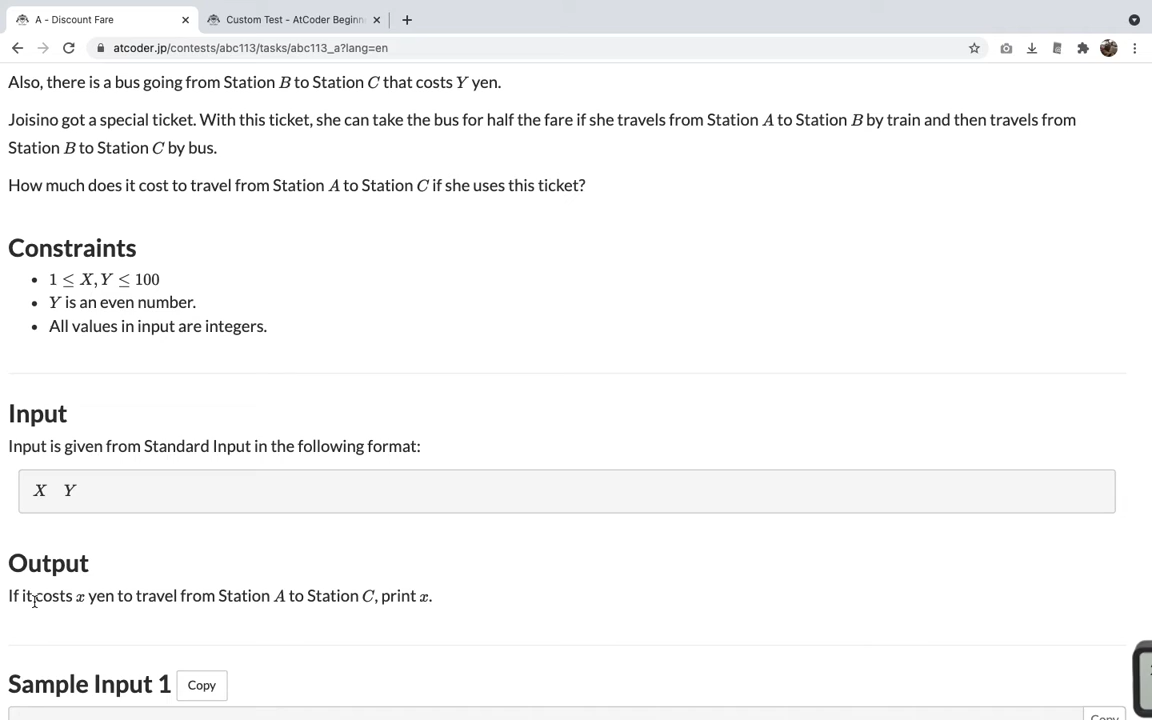 A - Discount Fare
Custom Test - AtCoder Beginn
atcoder.jp/contests/abc113/tasks/abc113_a?lang=en
Also, there is a bus going from Station B to Station C that costs Y yen.
Joisino got a special ticket. With this ticket, she can take the bus for half the fare if she travels from Station A to Station B by train and then travels from
Station B to Station C by bus.
How much does it cost to travel from Station A to Station C if she uses this ticket?
Constraints
• 1 ≤ X, Y ≤ 100
• Y is an even number.
• All values in input are integers.
Input
Input is given from Standard Input in the following format:
X Y
Output
If it costs x yen to travel from Station A to Station C, print x.
Sample Input 1 Copy
Copy